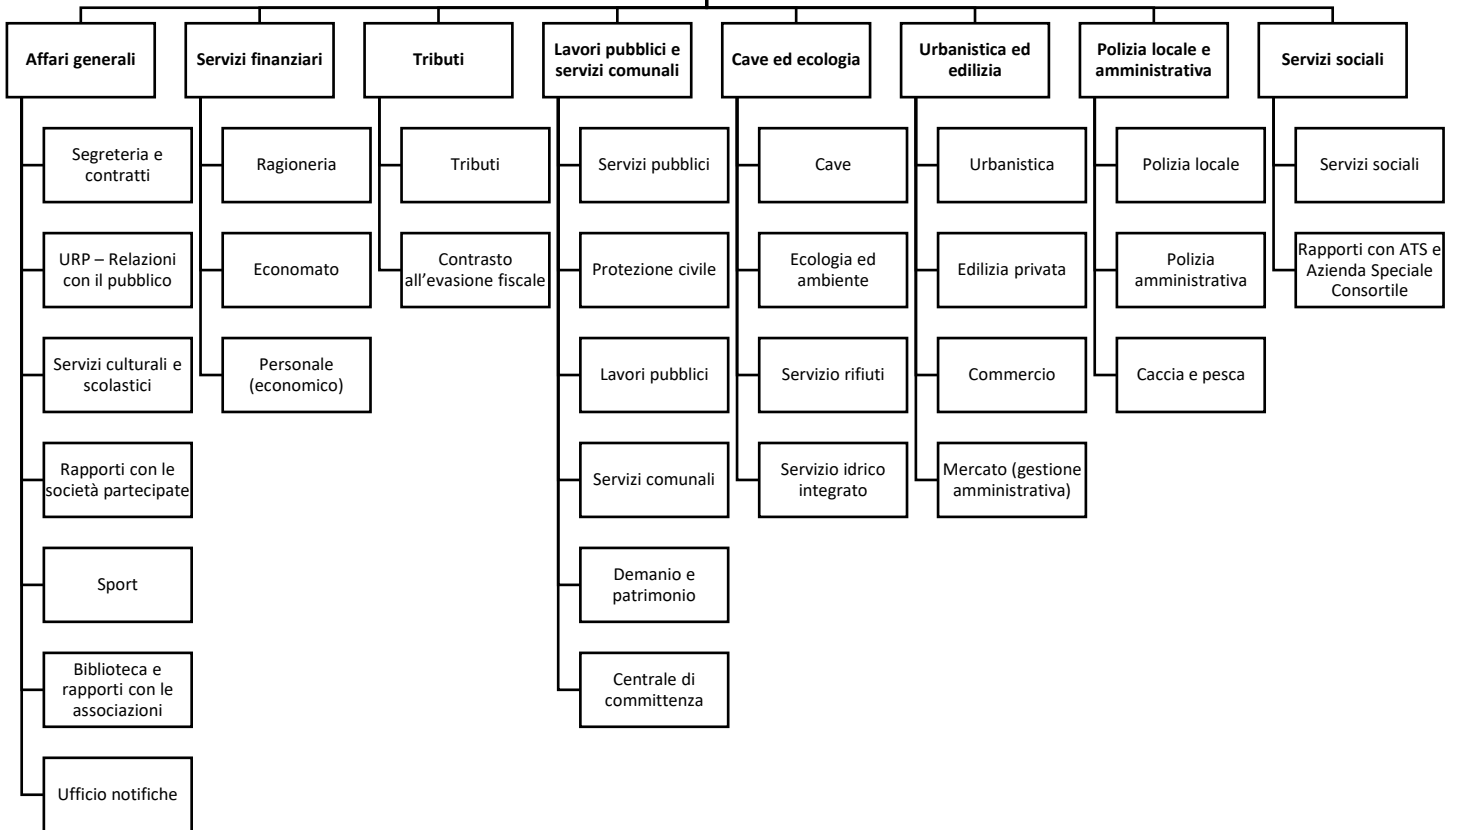 Affari generali
Servizi finanziari
Tributi
Lavori pubblici e
servizi comunali
Cave ed ecologia
Urbanistica ed
edilizia
Polizia locale e
amministrativa
Servizi sociali
Segreteria e
contratti
URP – Relazioni
con il pubblico
Servizi culturali e
scolastici
Rapporti con le
società partecipate
Sport
Biblioteca e
rapporti con le
associazioni
Ufficio notifiche
Ragioneria
Economato
Personale
(economico)
Tributi
Contrasto
all’evasione fiscale
Servizi pubblici
Protezione civile
Lavori pubblici
Servizi comunali
Demanio e
patrimonio
Centrale di
committenza
Cave
Ecologia ed
ambiente
Servizio rifiuti
Servizio idrico
integrato
Urbanistica
Edilizia privata
Commercio
Mercato (gestione
amministrativa)
Polizia locale
Polizia
amministrativa
Caccia e pesca
Servizi sociali
Rapporti con ATS e
Azienda Speciale
Consortile